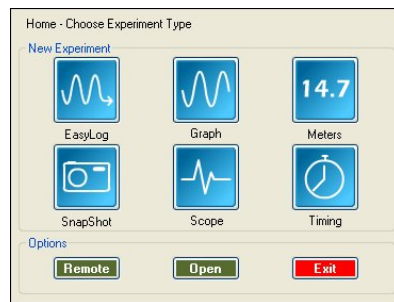 Home - Choose Experiment Type
New Experiment
14.7
EasyLog Graph Meters
SnapShot Scope Timing
Options
Remote Open Exit